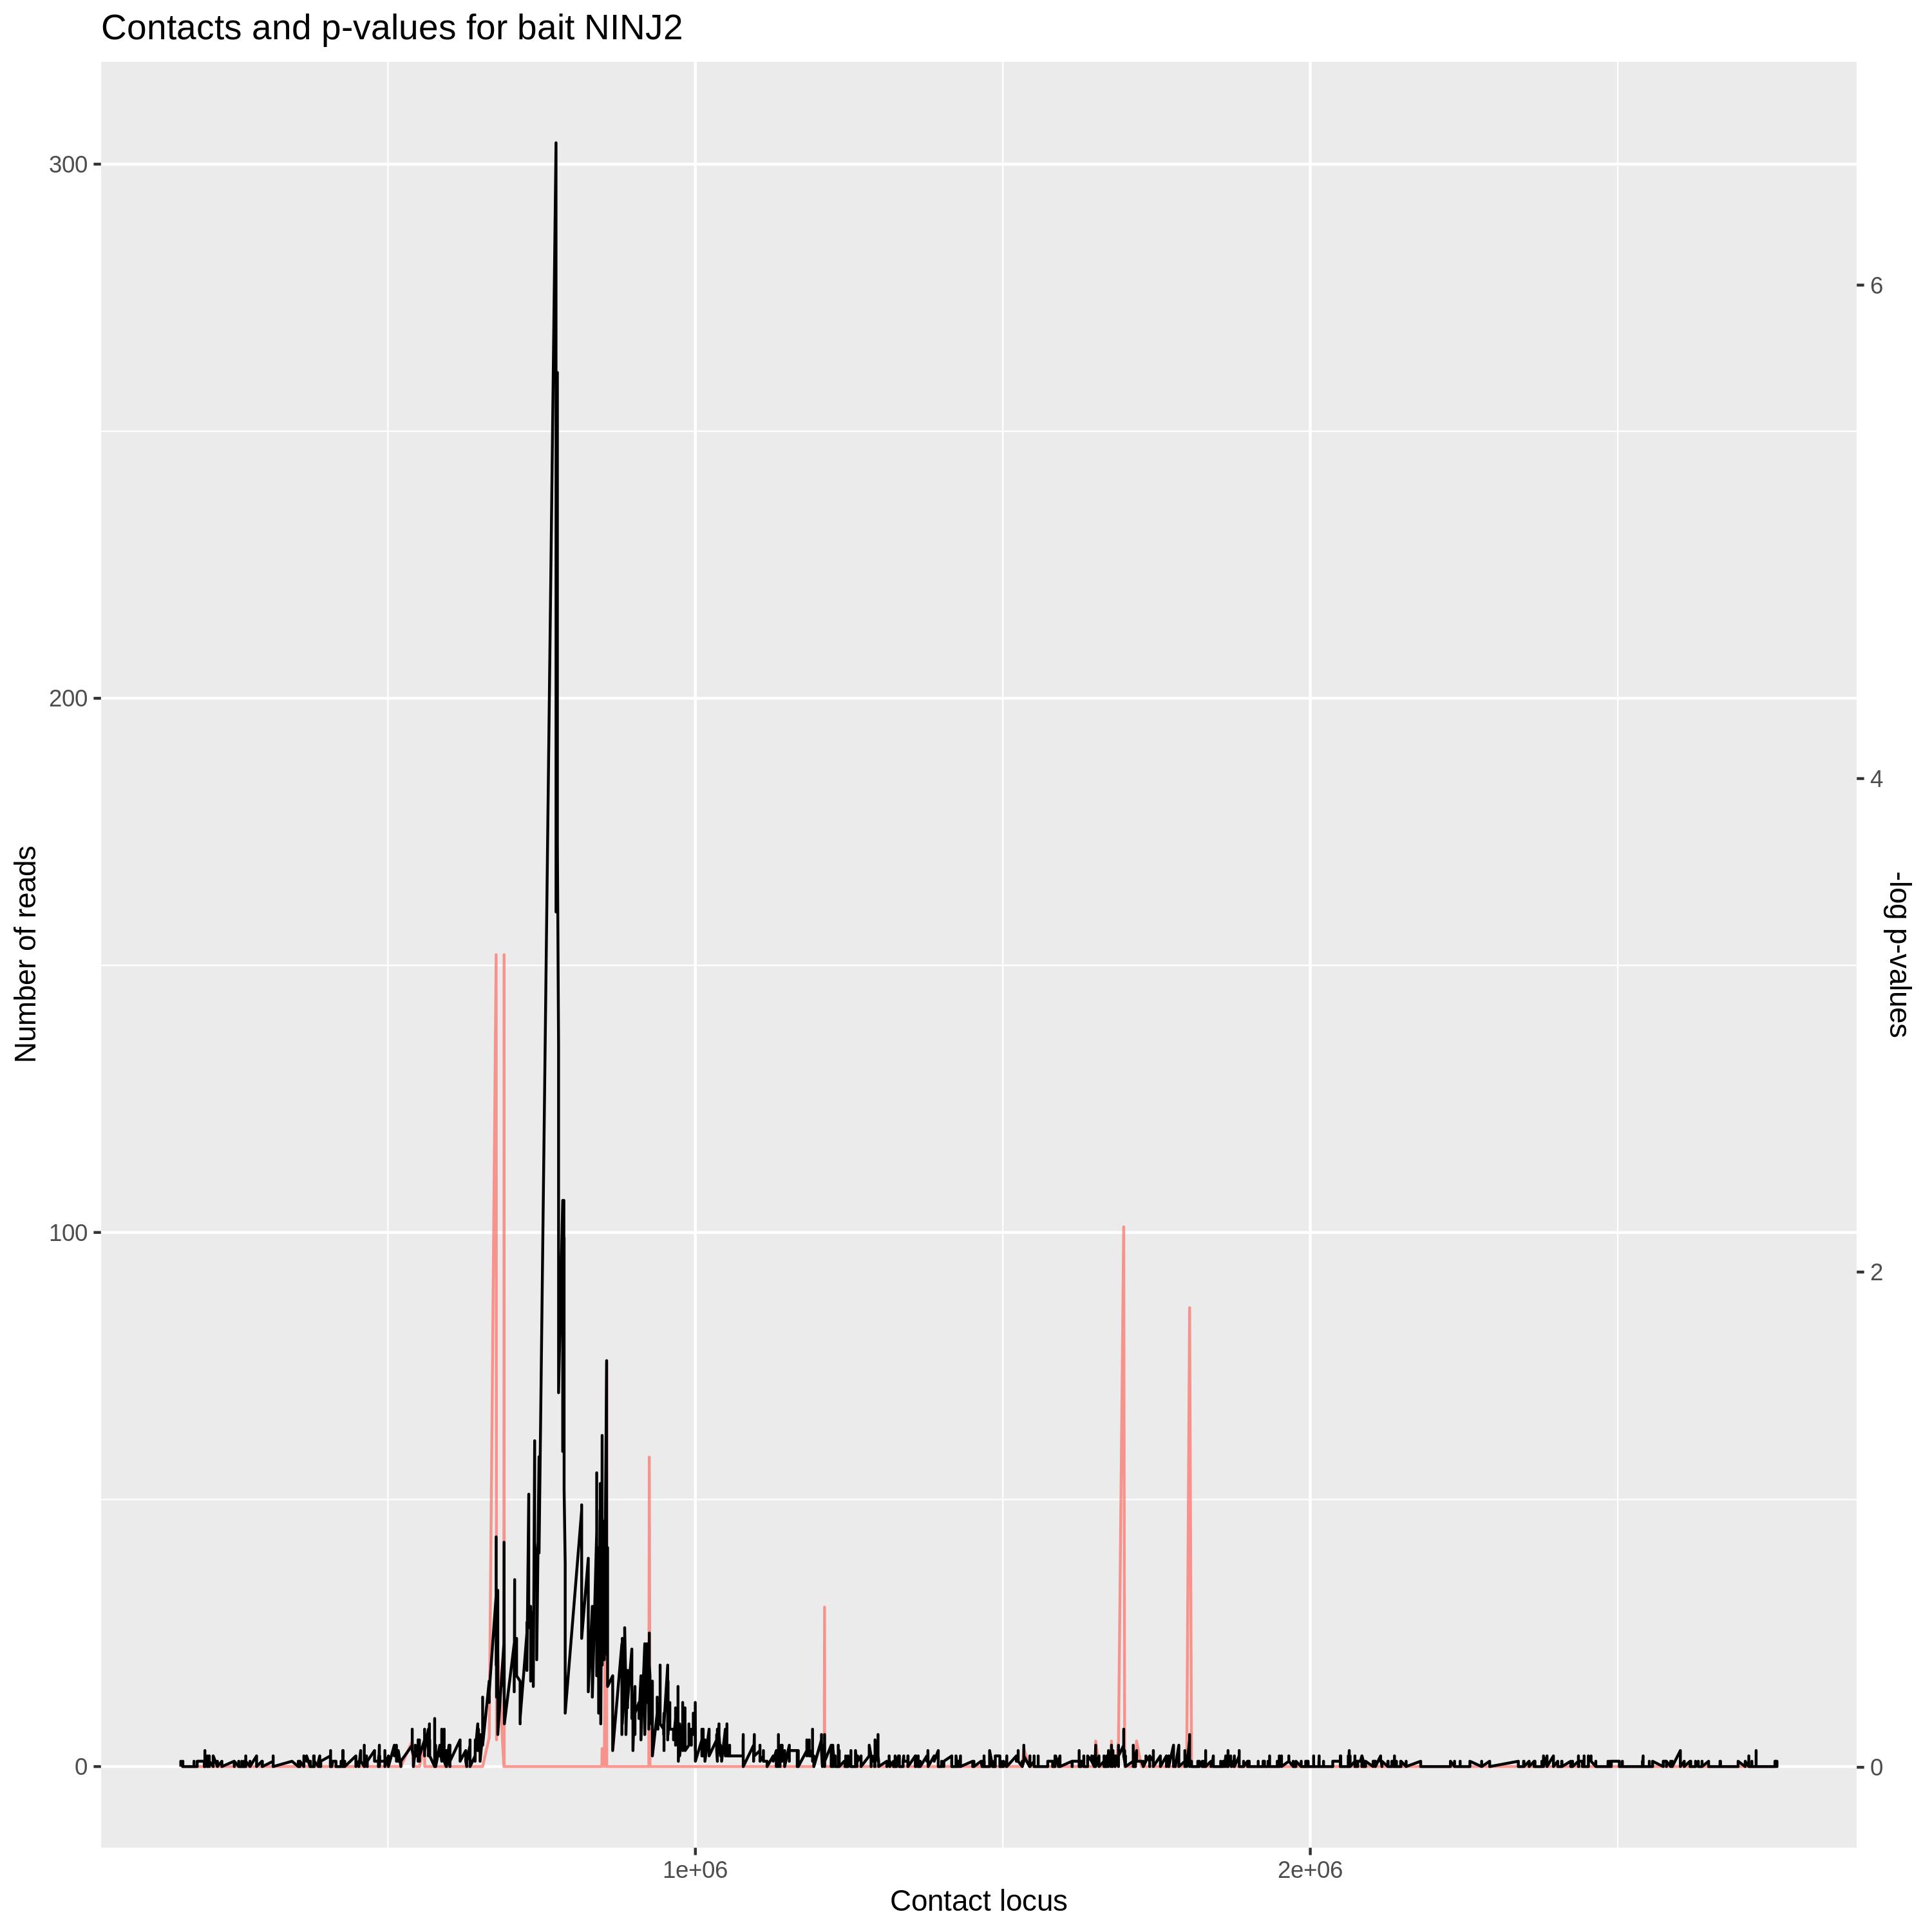 Contacts and p-values for bait NINJ2
300
200
100
0
Number of reads
6
4
2
0
-log p-values
1e+06
2e+06
Contact locus